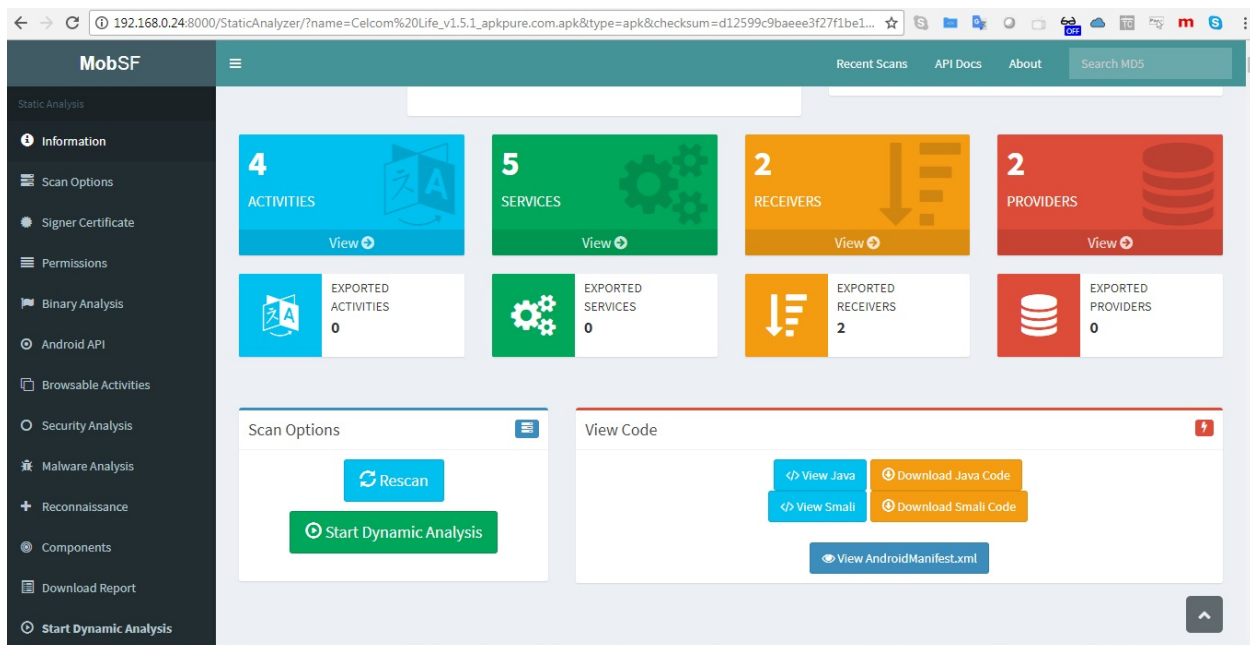 192.168.0.24:8000/StaticAnalyzer/?name=Celcom%20Life_v1.5.1_apkpure.com.apk&type=apk&checksum=d12599c9baeee3f27f1be1...
OFF
TC
m
S
MobSF
Recent Scans API Docs About Search MD5
Static Analysis
Information
Scan Options
Signer Certificate
Permissions
Binary Analysis
Android API
Browsable Activities
Security Analysis
Malware Analysis
Reconnaissance
Components
Download Report
Start Dynamic Analysis
4
ACTIVITIES
View
5
SERVICES
View
2
RECEIVERS
View
2
PROVIDERS
View
EXPORTED
ACTIVITIES
0
EXPORTED
SERVICES
0
EXPORTED
RECEIVERS
2
EXPORTED
PROVIDERS
0
Scan Options
Rescan
Start Dynamic Analysis
View Code
</> View Java Download Java Code
</> View Smali Download Smali Code
View AndroidManifest.xml